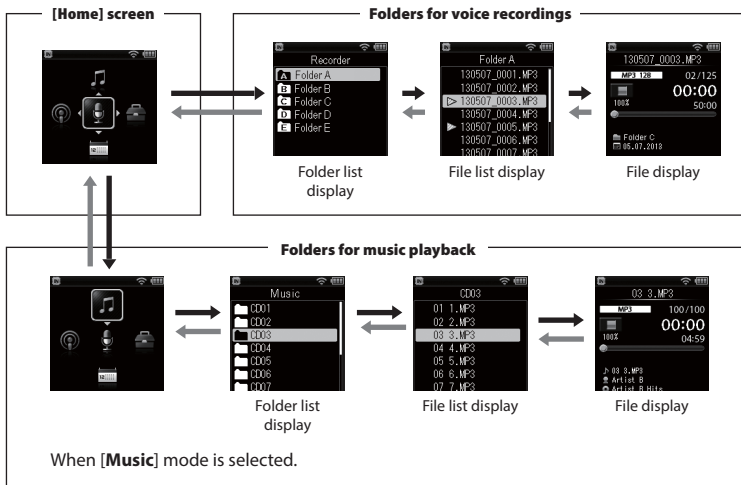 [Home] screen
Folders for voice recordings
Recorder
A Folder A
B Folder B
C Folder C
D Folder D
E Folder E
Folder list
display
Folder A
130507_0001.MP3
130507_0002.MP3
130507_0003.MP3
130507_0004.MP3
130507_0005.MP3
130507_0006.MP3
130507_0007.MP3
File list display
130507_0003.MP3
MP3 128 02/125
00:00
100% 50:00
Folder C
05.07.2013
File display
Folders for music playback
Music
CD01
CD02
CD03
CD04
CD05
CD06
CD07
Folder list
display
CD03
01 1.MP3
02 2.MP3
03 3.MP3
04 4.MP3
05 5.MP3
06 6.MP3
07 7.MP3
File list display
03 3.MP3
MP3 100/100
00:00
100% 04:59
03 3.MP3
Artist B
Artist B Hits
File display
When [Music] mode is selected.